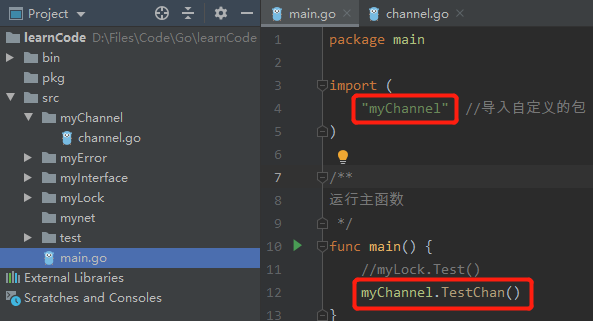 Project
main.go
channel.go
learnCode D:\Files\Code\Go\learnCode
bin
pkg
src
myChannel
channel.go
myError
myInterface
myLock
mynet
test
main.go
External Libraries
Scratches and Consoles
1 package main
2
3 import (
4 "myChannel" //导入自定义的包
5 )
6
7 /**
8 运行主函数
9 */
10 func main() {
11 //myLock.Test()
12 myChannel.TestChan()
13 }